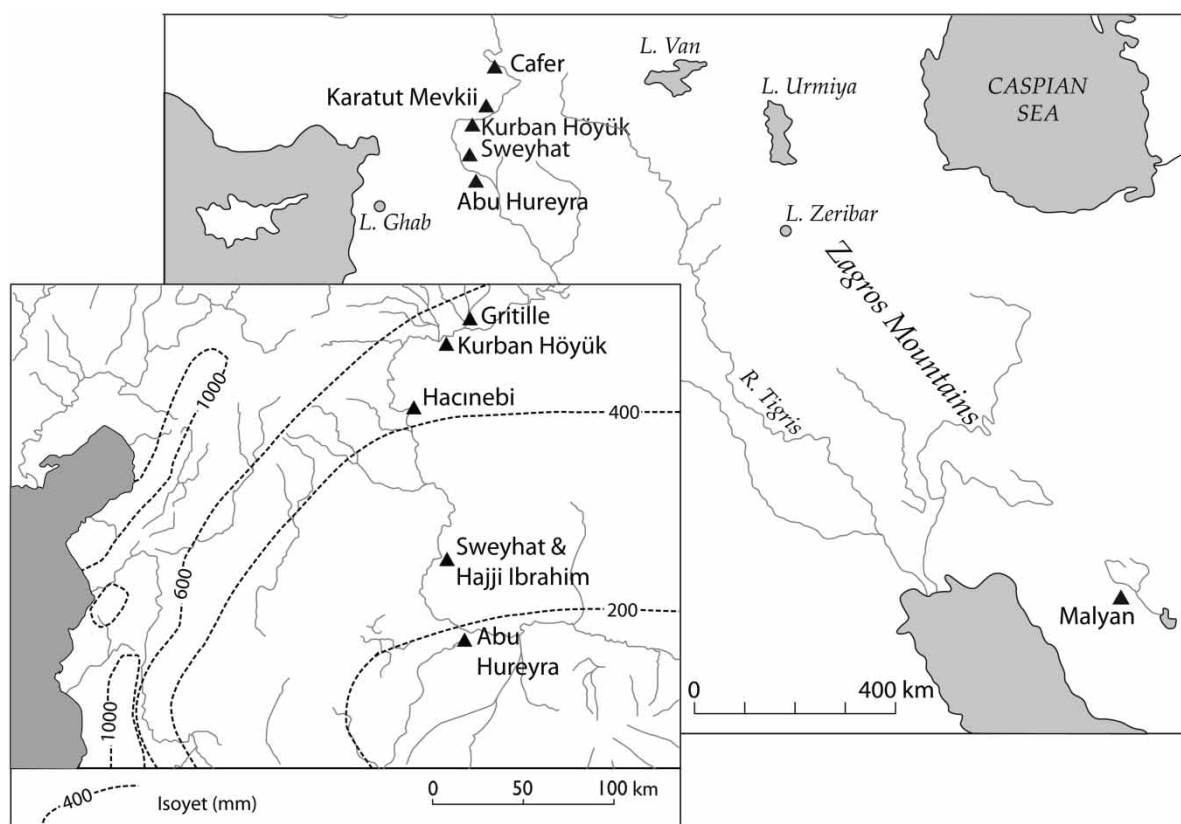 L. Van
Cafer
L. Urmiya
CASPIAN
SEA
Karatut Mevkii
Kurban Höyük
Sweyhat
Abu Hureyra
L. Ghab
L. Zeribar
Zagros Mountains
R. Tigris
Malyan
0 400 km
Gritille
Kurban Höyük
1000
Hacınebi
400
600
Sweyhat &
Hajji Ibrahim
200
Abu
Hureyra
1000
400
Isoyet (mm)
0 50 100 km